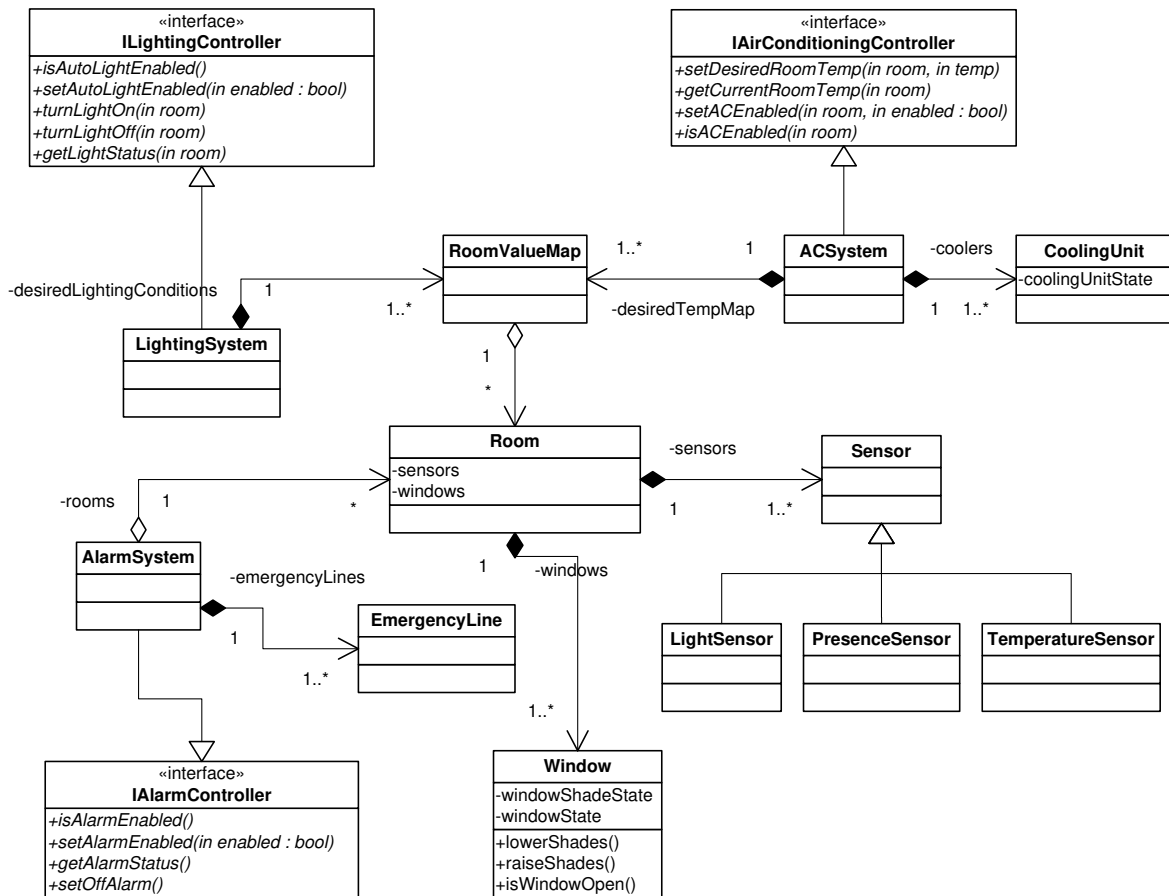 «interface»
ILightingController
+isAutoLightEnabled()
+setAutoLightEnabled(in enabled : bool)
+turnLightOn(in room)
+turnLightOff(in room)
+getLightStatus(in room)
«interface»
IAirConditioningController
+setDesiredRoomTemp(in room, in temp)
+getCurrentRoomTemp(in room)
+setACEnabled(in room, in enabled : bool)
+isACEnabled(in room)
-desiredLightingConditions
1
1..*
RoomValueMap
1..*
1
-desiredTempMap
ACSystem
-coolers
1
1..*
CoolingUnit
-coolingUnitState
LightingSystem
1
*
Room
-sensors
-windows
-sensors
1
1..*
Sensor
-rooms
1
*
AlarmSystem
-emergencyLines
1
1..*
EmergencyLine
1
-windows
1..*
LightSensor
PresenceSensor
TemperatureSensor
«interface»
IAlarmController
+isAlarmEnabled()
+setAlarmEnabled(in enabled : bool)
+getAlarmStatus()
+setOffAlarm()
Window
-windowShadeState
-windowState
+lowerShades()
+raiseShades()
+isWindowOpen()